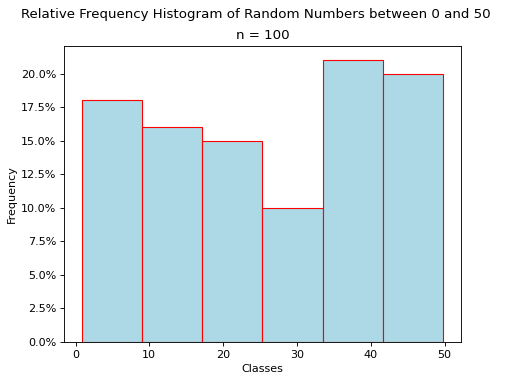 Relative Frequency Histogram of Random Numbers between 0 and 50
n = 100
20.0%
17.5%
15.0%
12.5%
10.0%
7.5%
5.0%
2.5%
0.0%
Frequency
0 10 20 30 40 50
Classes